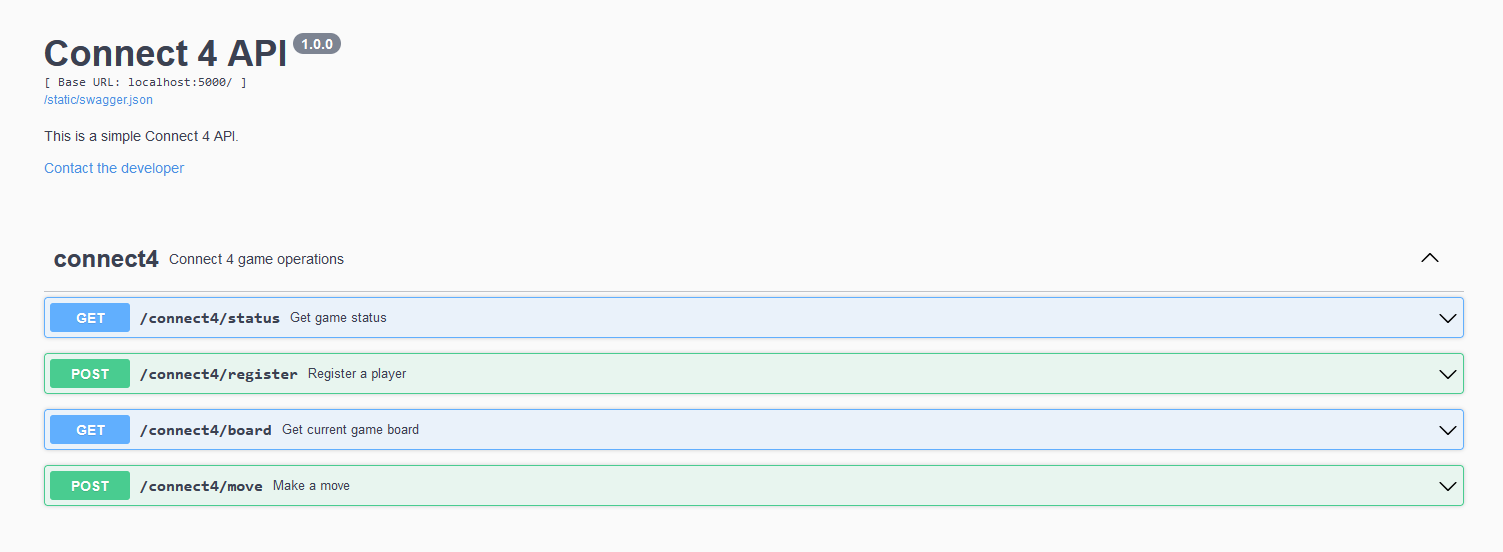 Connect 4 API 1.0.0
[ Base URL: localhost:5000/ ]
/static/swagger.json
This is a simple Connect 4 API.
Contact the developer
connect4 Connect 4 game operations
GET /connect4/status Get game status
POST /connect4/register Register a player
GET /connect4/board Get current game board
POST /connect4/move Make a move